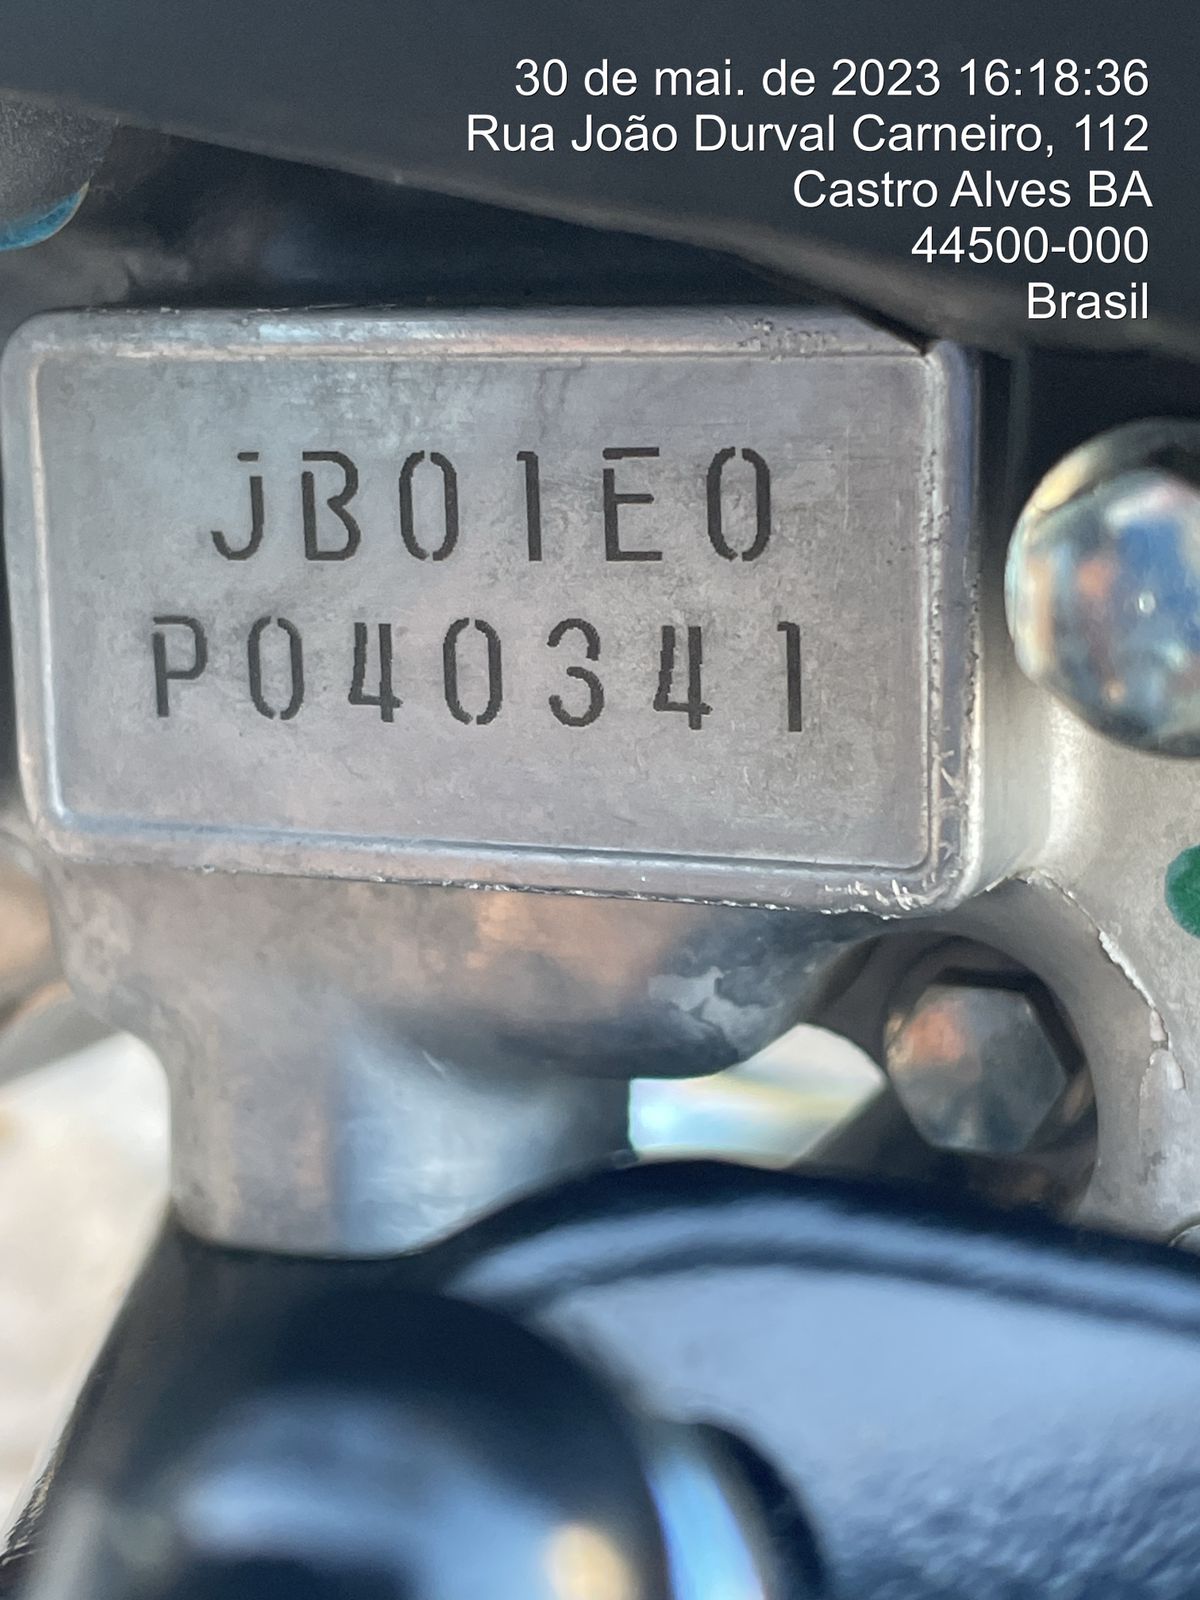 30 de mai. de 2023 16:18:36
Rua João Durval Carneiro, 112
Castro Alves BA
44500-000
Brasil
JB01E0
P040341